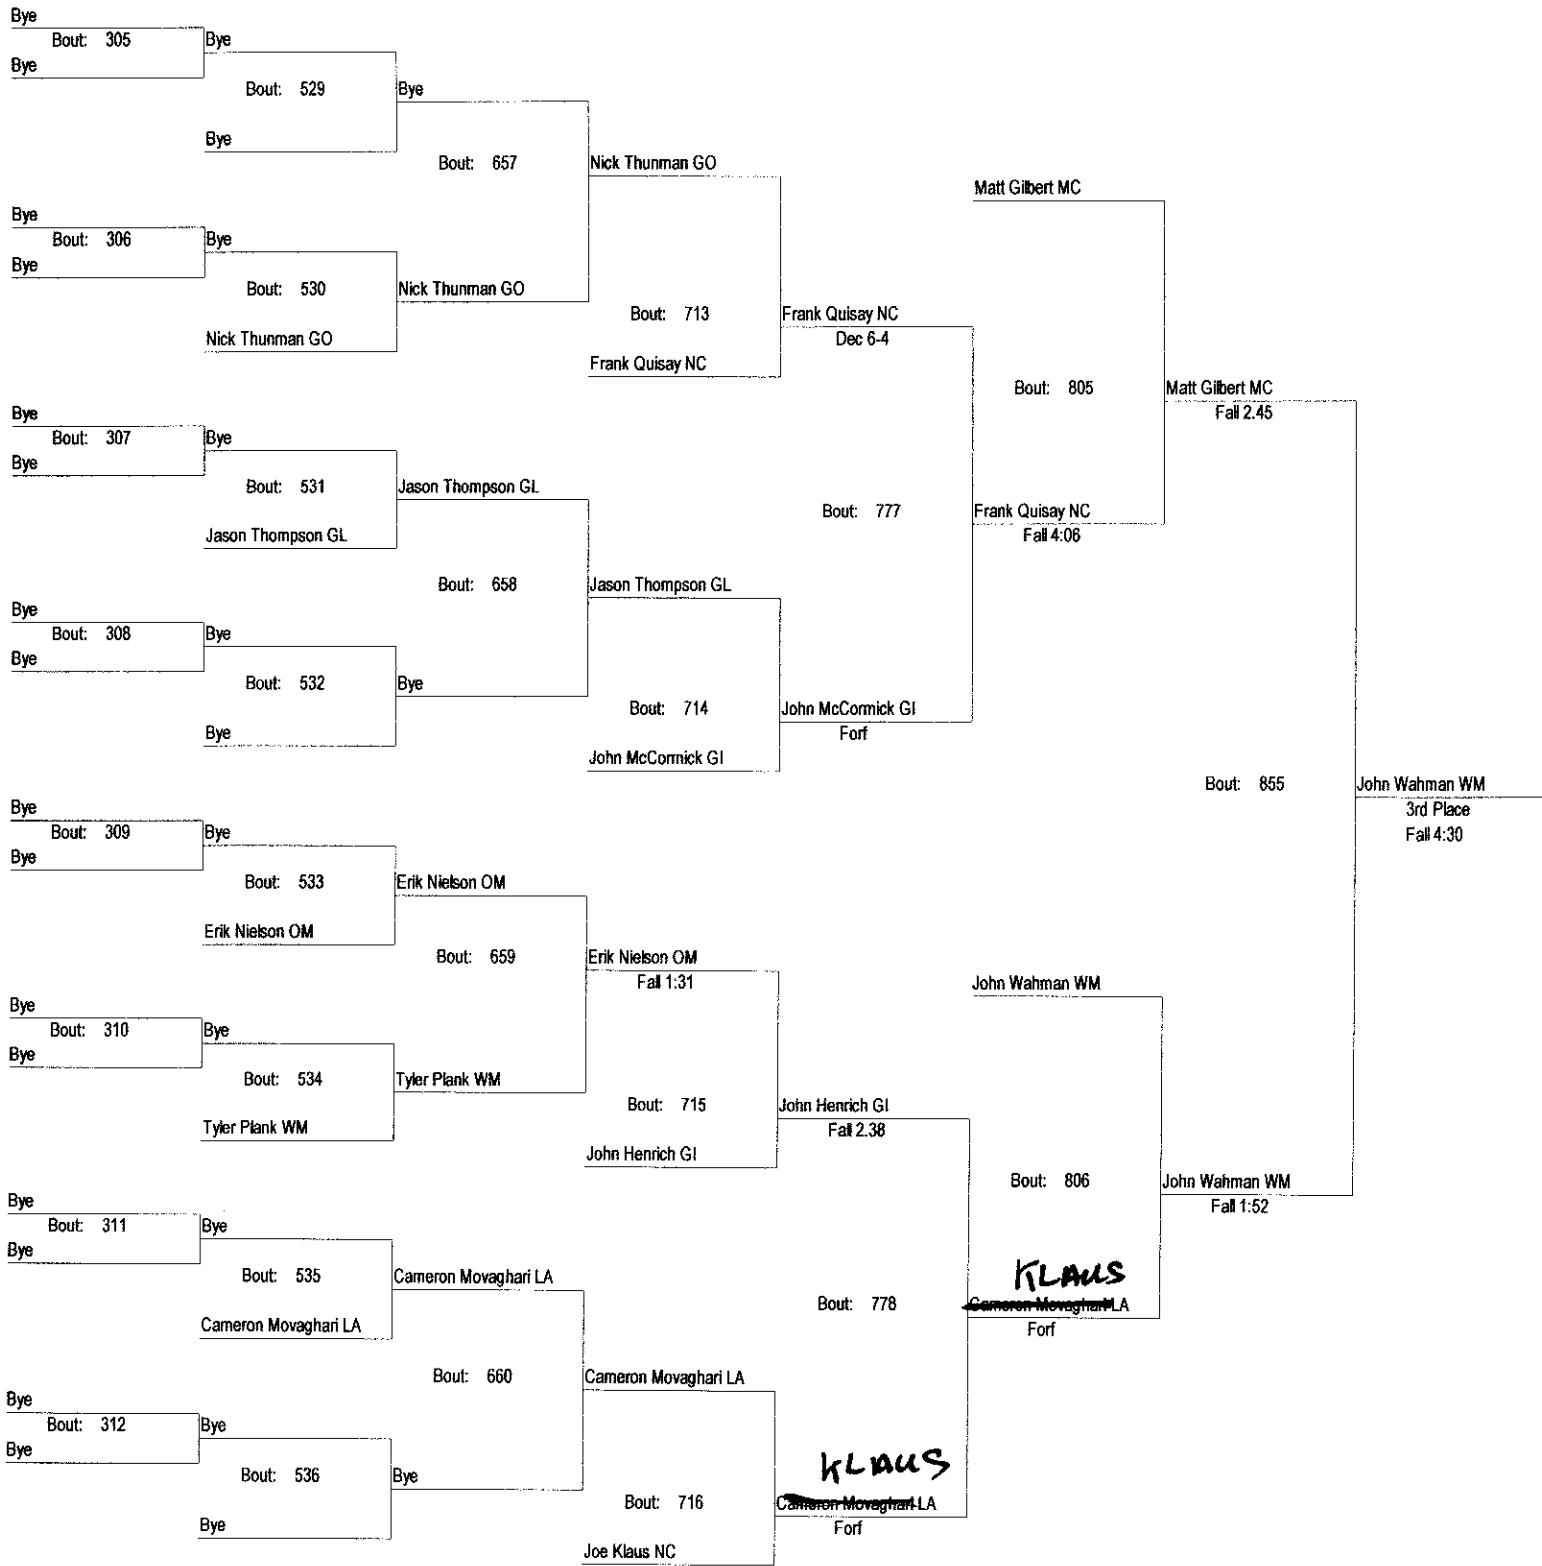 Bye
Bout: 305
Bye
Bye
Bout: 529
Bye
Bye
Bout: 657
Nick Thunman GO
Matt Gilbert MC
Bye
Bout: 306
Bye
Bye
Bout: 530
Nick Thunman GO
Nick Thunman GO
Bout: 713
Frank Quisay NC
Dec 6-4
Frank Quisay NC
Bout: 805
Matt Gilbert MC
Fall 2.45
Bye
Bout: 307
Bye
Bye
Bout: 531
Jason Thompson GL
Jason Thompson GL
Bout: 777
Frank Quisay NC
Fall 4:06
Bout: 658
Jason Thompson GL
Bye
Bout: 308
Bye
Bye
Bout: 532
Bye
Bye
Bout: 714
John McCormick GI
Forf
John McCormick GI
Bout: 855
John Wahman WM
3rd Place
Fall 4:30
Bye
Bout: 309
Bye
Bye
Bout: 533
Erik Nielson OM
Erik Nielson OM
Bout: 659
Erik Nielson OM
Fall 1:31
John Wahman WM
Bye
Bout: 310
Bye
Bye
Bout: 534
Tyler Plank WM
Tyler Plank WM
Bout: 715
John Henrich GI
Fall 2.38
John Henrich GI
Bout: 806
John Wahman WM
Fall 1:52
Bye
Bout: 311
Bye
Bye
Bout: 535
Cameron Movaghari LA
Cameron Movaghari LA
Bout: 778
KLAUS
Cameron Movaghari LA
Forf
Bout: 660
Cameron Movaghari LA
Bye
Bout: 312
Bye
Bye
Bout: 536
Bye
Bye
Bout: 716
KLAUS
Cameron Movaghari LA
Forf
Joe Klaus NC